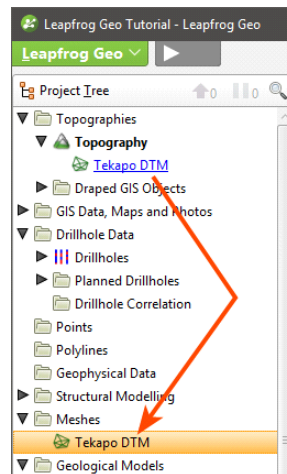 Leapfrog Geo Tutorial - Leapfrog Geo
Leapfrog Geo
Project Tree 0 0
Topographies
Topography
Tekapo DTM
Draped GIS Objects
GIS Data, Maps and Photos
Drillhole Data
Drillholes
Planned Drillholes
Drillhole Correlation
Points
Polylines
Geophysical Data
Structural Modelling
Meshes
Tekapo DTM
Geological Models